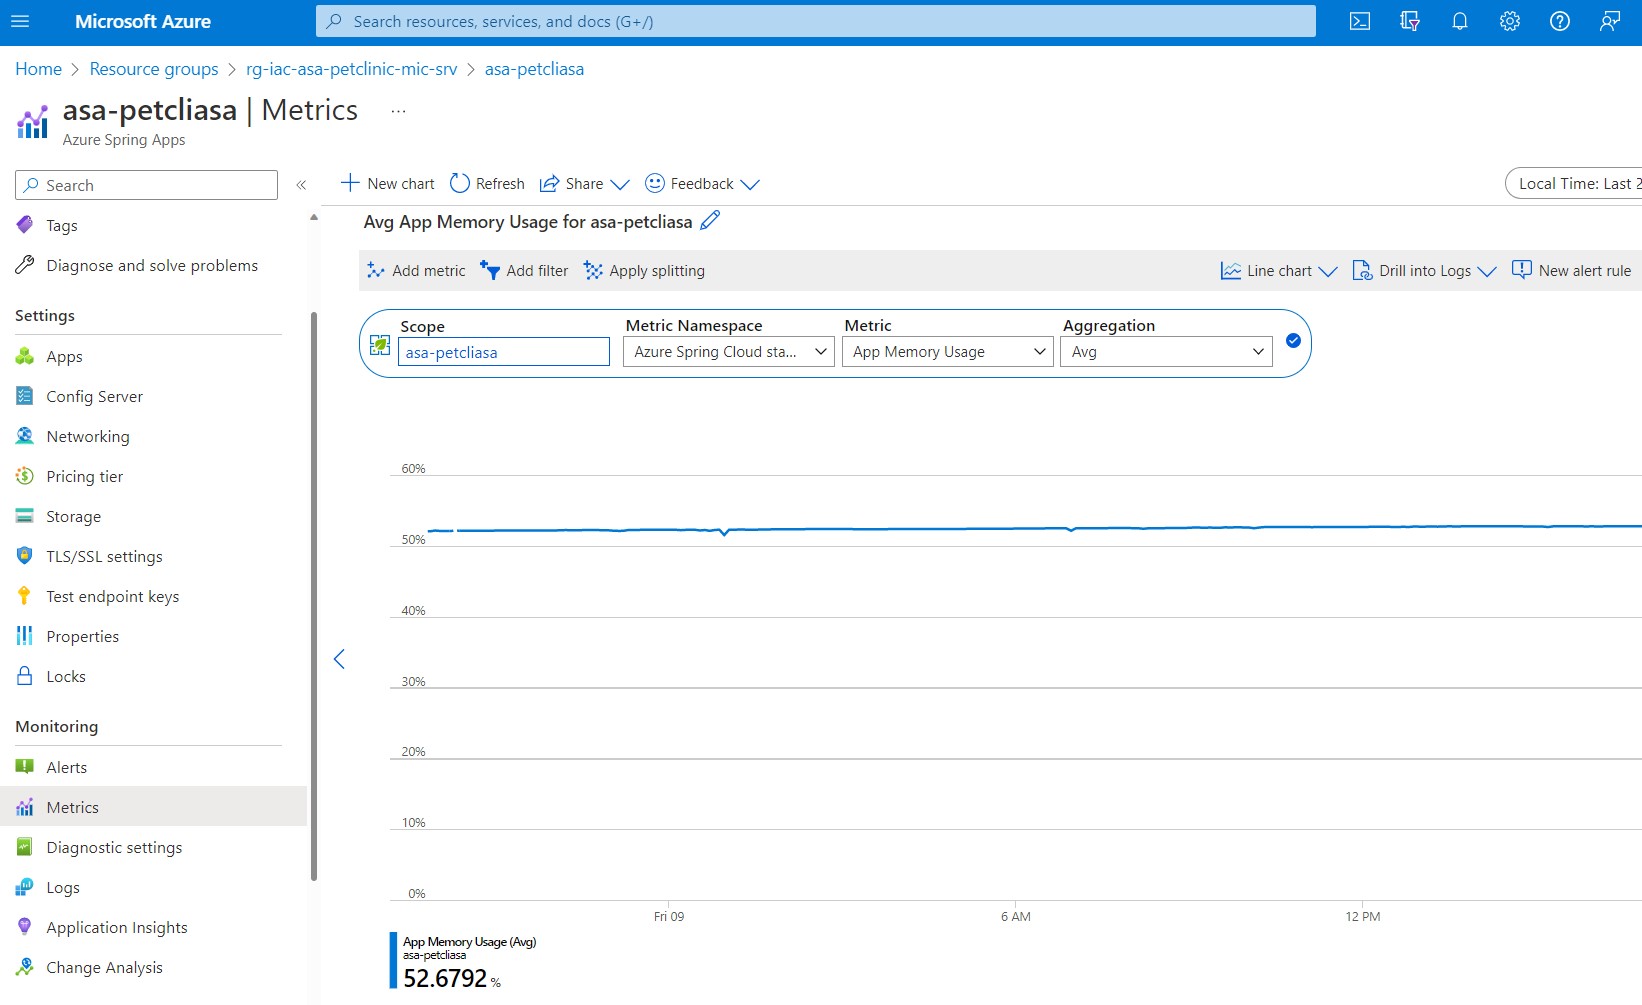 Microsoft Azure
Search resources, services, and docs (G+/)
Home > Resource groups > rg-iac-asa-petclinic-mic-srv > asa-petcliasa
asa-petcliasa | Metrics ...
Azure Spring Apps
Search
«
New chart Refresh Share Feedback
Local Time: Last 2
Tags
Diagnose and solve problems
Settings
Apps
Config Server
Networking
Pricing tier
Storage
TLS/SSL settings
Test endpoint keys
Properties
Locks
Monitoring
Alerts
Metrics
Diagnostic settings
Logs
Application Insights
Change Analysis
Avg App Memory Usage for asa-petcliasa
Add metric Add filter Apply splitting Line chart Drill into Logs New alert rule
Scope Metric Namespace Metric Aggregation
asa-petcliasa Azure Spring Cloud sta... App Memory Usage Avg
60%
50%
40%
30%
20%
10%
0%
Fri 09 6 AM 12 PM
App Memory Usage (Avg)
asa-petcliasa
52.6792 %